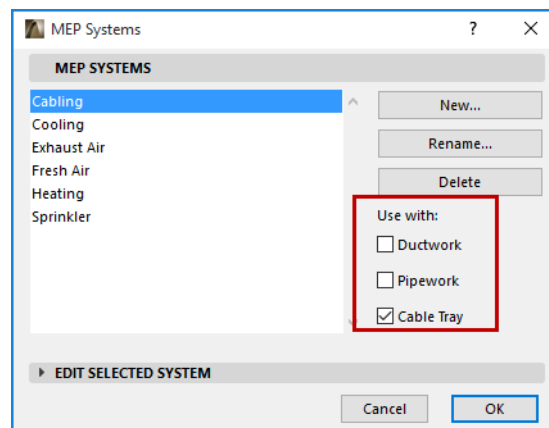 MEP Systems
MEP SYSTEMS
Cabling
Cooling
Exhaust Air
Fresh Air
Heating
Sprinkler
New...
Rename...
Delete
Use with:
Ductwork
Pipework
Cable Tray
EDIT SELECTED SYSTEM
Cancel
OK